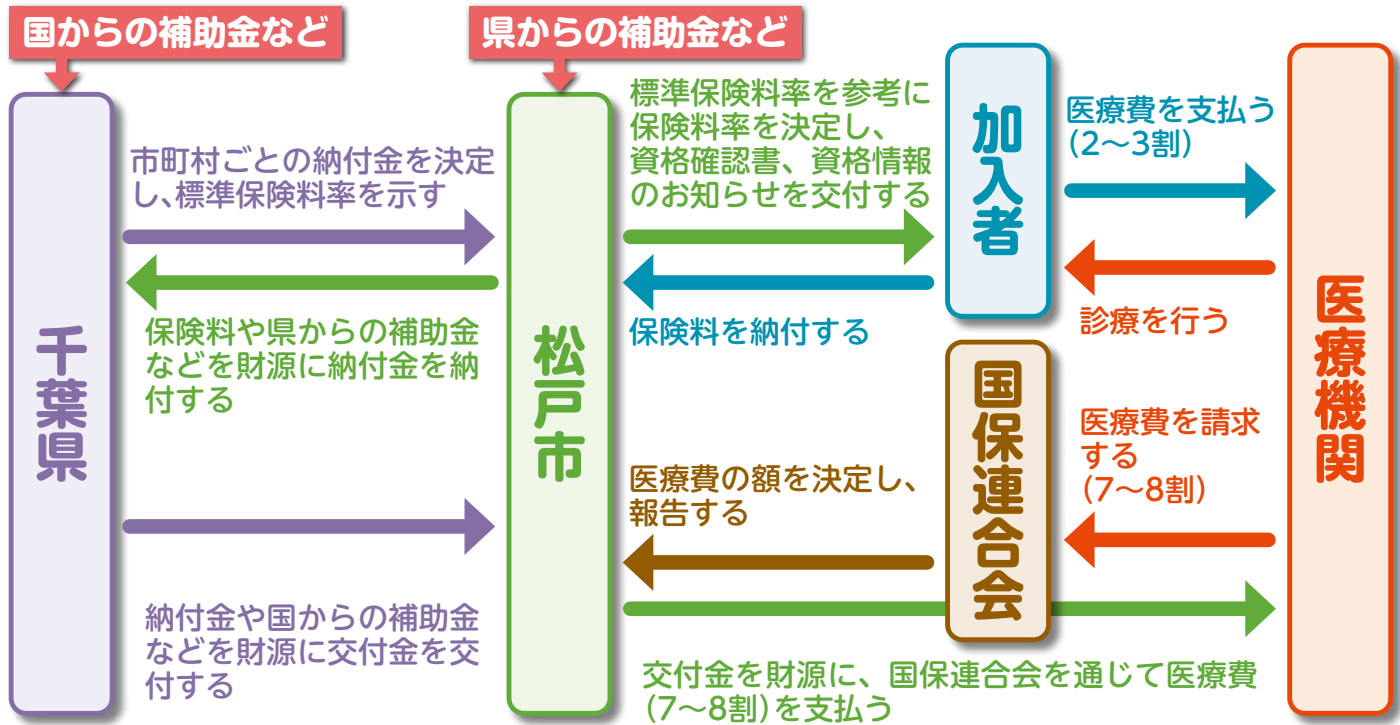 国からの補助金など
県からの補助金など
千葉県
市町村ごとの納付金を決定
し、標準保険料率を示す
保険料や県からの補助金
などを財源に納付金を納
付する
納付金や国からの補助金
などを財源に交付金を交
付する
松戸市
標準保険料率を参考に
保険料率を決定し、
資格確認書、資格情報
のお知らせを交付する
保険料を納付する
医療費の額を決定し、
報告する
交付金を財源に、国保連合会を通じて医療費
(7〜8割)を支払う
加入者
国保連合会
医療費を支払う
(2〜3割)
診療を行う
医療費を請求
する
(7〜8割)
医療機関